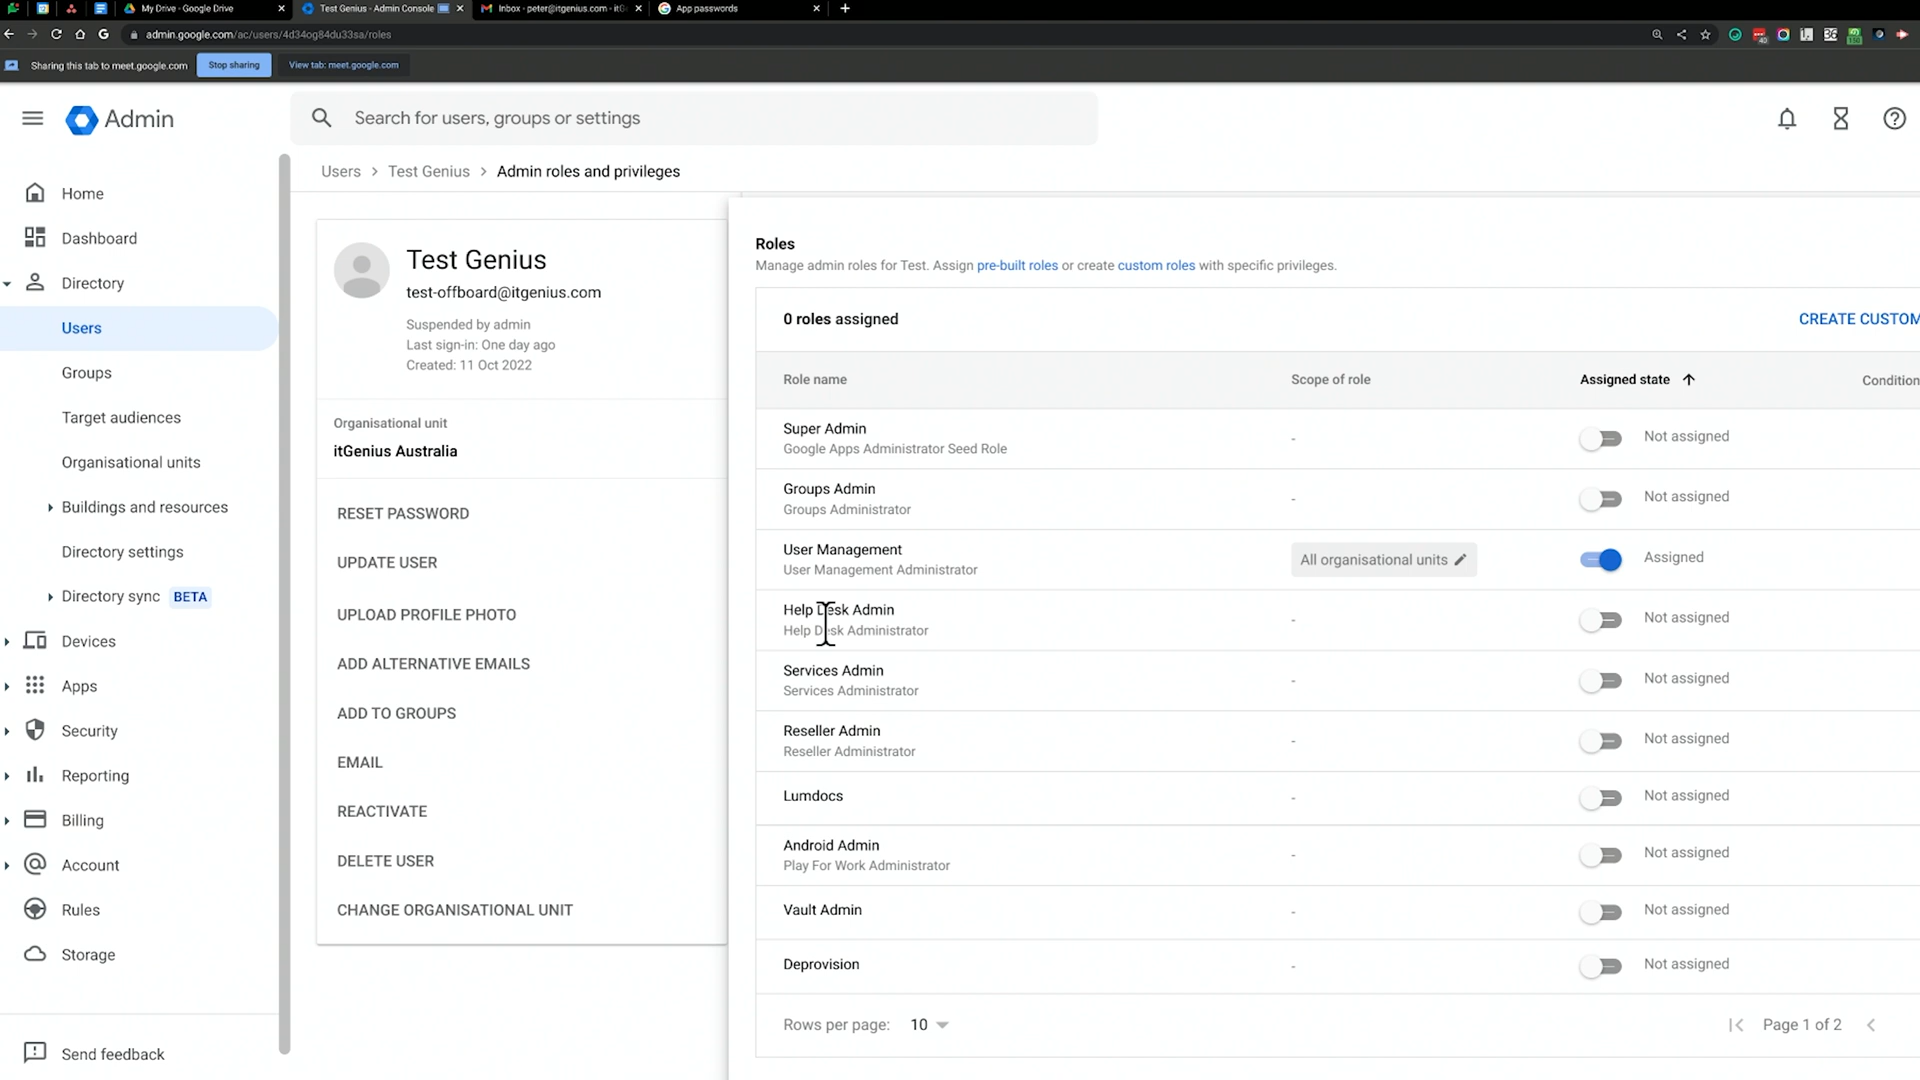 My Drive - Google Drive
Test Genius - Admin Console
Inbox - peter@itgenius.com - itG
App passwords
admin.google.com/ac/users/4d34og84du33sa/roles
Sharing this tab to meet.google.com
Stop sharing
View tab: meet.google.com
Admin
Search for users, groups or settings
Users > Test Genius > Admin roles and privileges
Home
Dashboard
Directory
Users
Groups
Target audiences
Organisational units
Buildings and resources
Directory settings
Directory sync BETA
Devices
Apps
Security
Reporting
Billing
Account
Rules
Storage
Send feedback
Test Genius
test-offboard@itgenius.com
Suspended by admin
Last sign-in: One day ago
Created: 11 Oct 2022
Organisational unit
itGenius Australia
RESET PASSWORD
UPDATE USER
UPLOAD PROFILE PHOTO
ADD ALTERNATIVE EMAILS
ADD TO GROUPS
EMAIL
REACTIVATE
DELETE USER
CHANGE ORGANISATIONAL UNIT
Roles
Manage admin roles for Test. Assign pre-built roles or create custom roles with specific privileges.
0 roles assigned
CREATE CUSTOM
Role name Scope of role Assigned state Condition
Super Admin - Not assigned
Google Apps Administrator Seed Role
Groups Admin - Not assigned
Groups Administrator
User Management All organisational units Assigned
User Management Administrator
Help Desk Admin - Not assigned
Help Desk Administrator
Services Admin - Not assigned
Services Administrator
Reseller Admin - Not assigned
Reseller Administrator
Lumdocs - Not assigned
Android Admin - Not assigned
Play For Work Administrator
Vault Admin - Not assigned
Deprovision - Not assigned
Rows per page: 10 Page 1 of 2